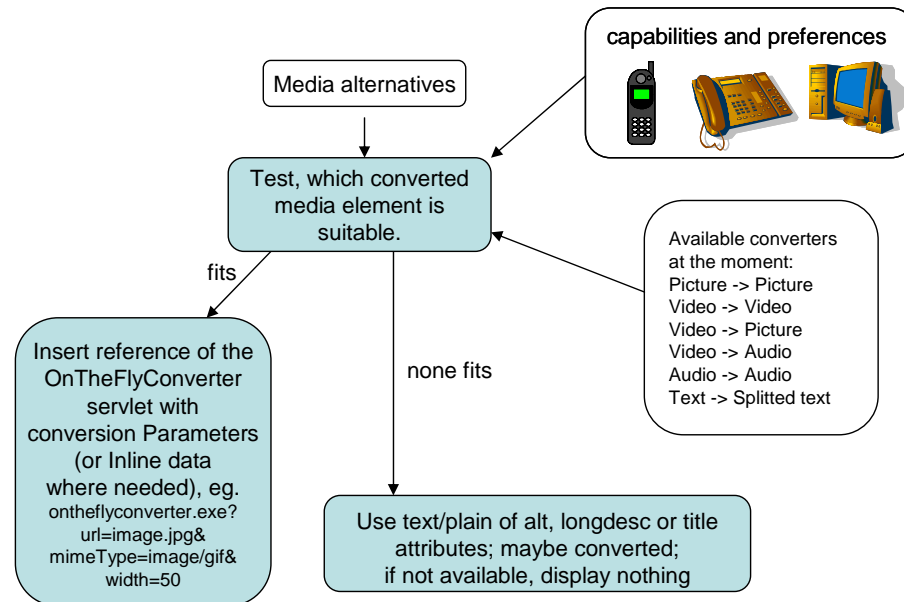 capabilities and preferences
Media alternatives
Test, which converted
media element is
suitable.
Available converters
at the moment:
Picture -> Picture
Video -> Video
Video -> Picture
Video -> Audio
Audio -> Audio
Text -> Splitted text
fits
none fits
Insert reference of the
OnTheFlyConverter
servlet with
conversion Parameters
(or Inline data
where needed), eg.
ontheflyconverter.exe?
url=image.jpg&
mimeType=image/gif&
width=50
Use text/plain of alt, longdesc or title
attributes; maybe converted;
if not available, display nothing